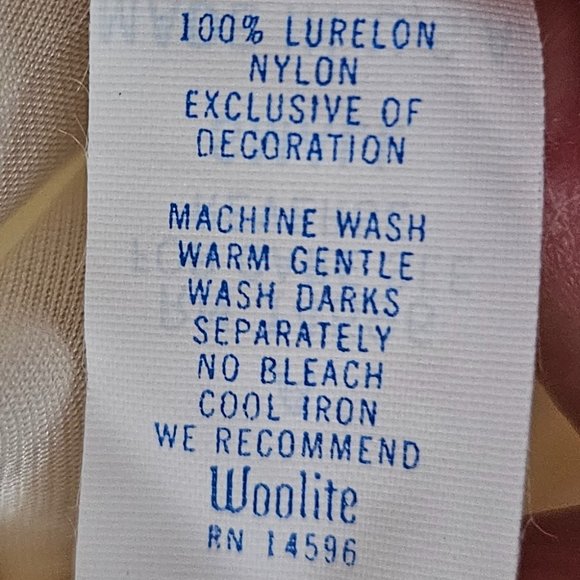 100% LURELON
NYLON
EXCLUSIVE OF
DECORATION
MACHINE WASH
WARM GENTLE
WASH DARKS
SEPARATELY
NO BLEACH
COOL IRON
WE RECOMMEND
Woolite
RN 14596